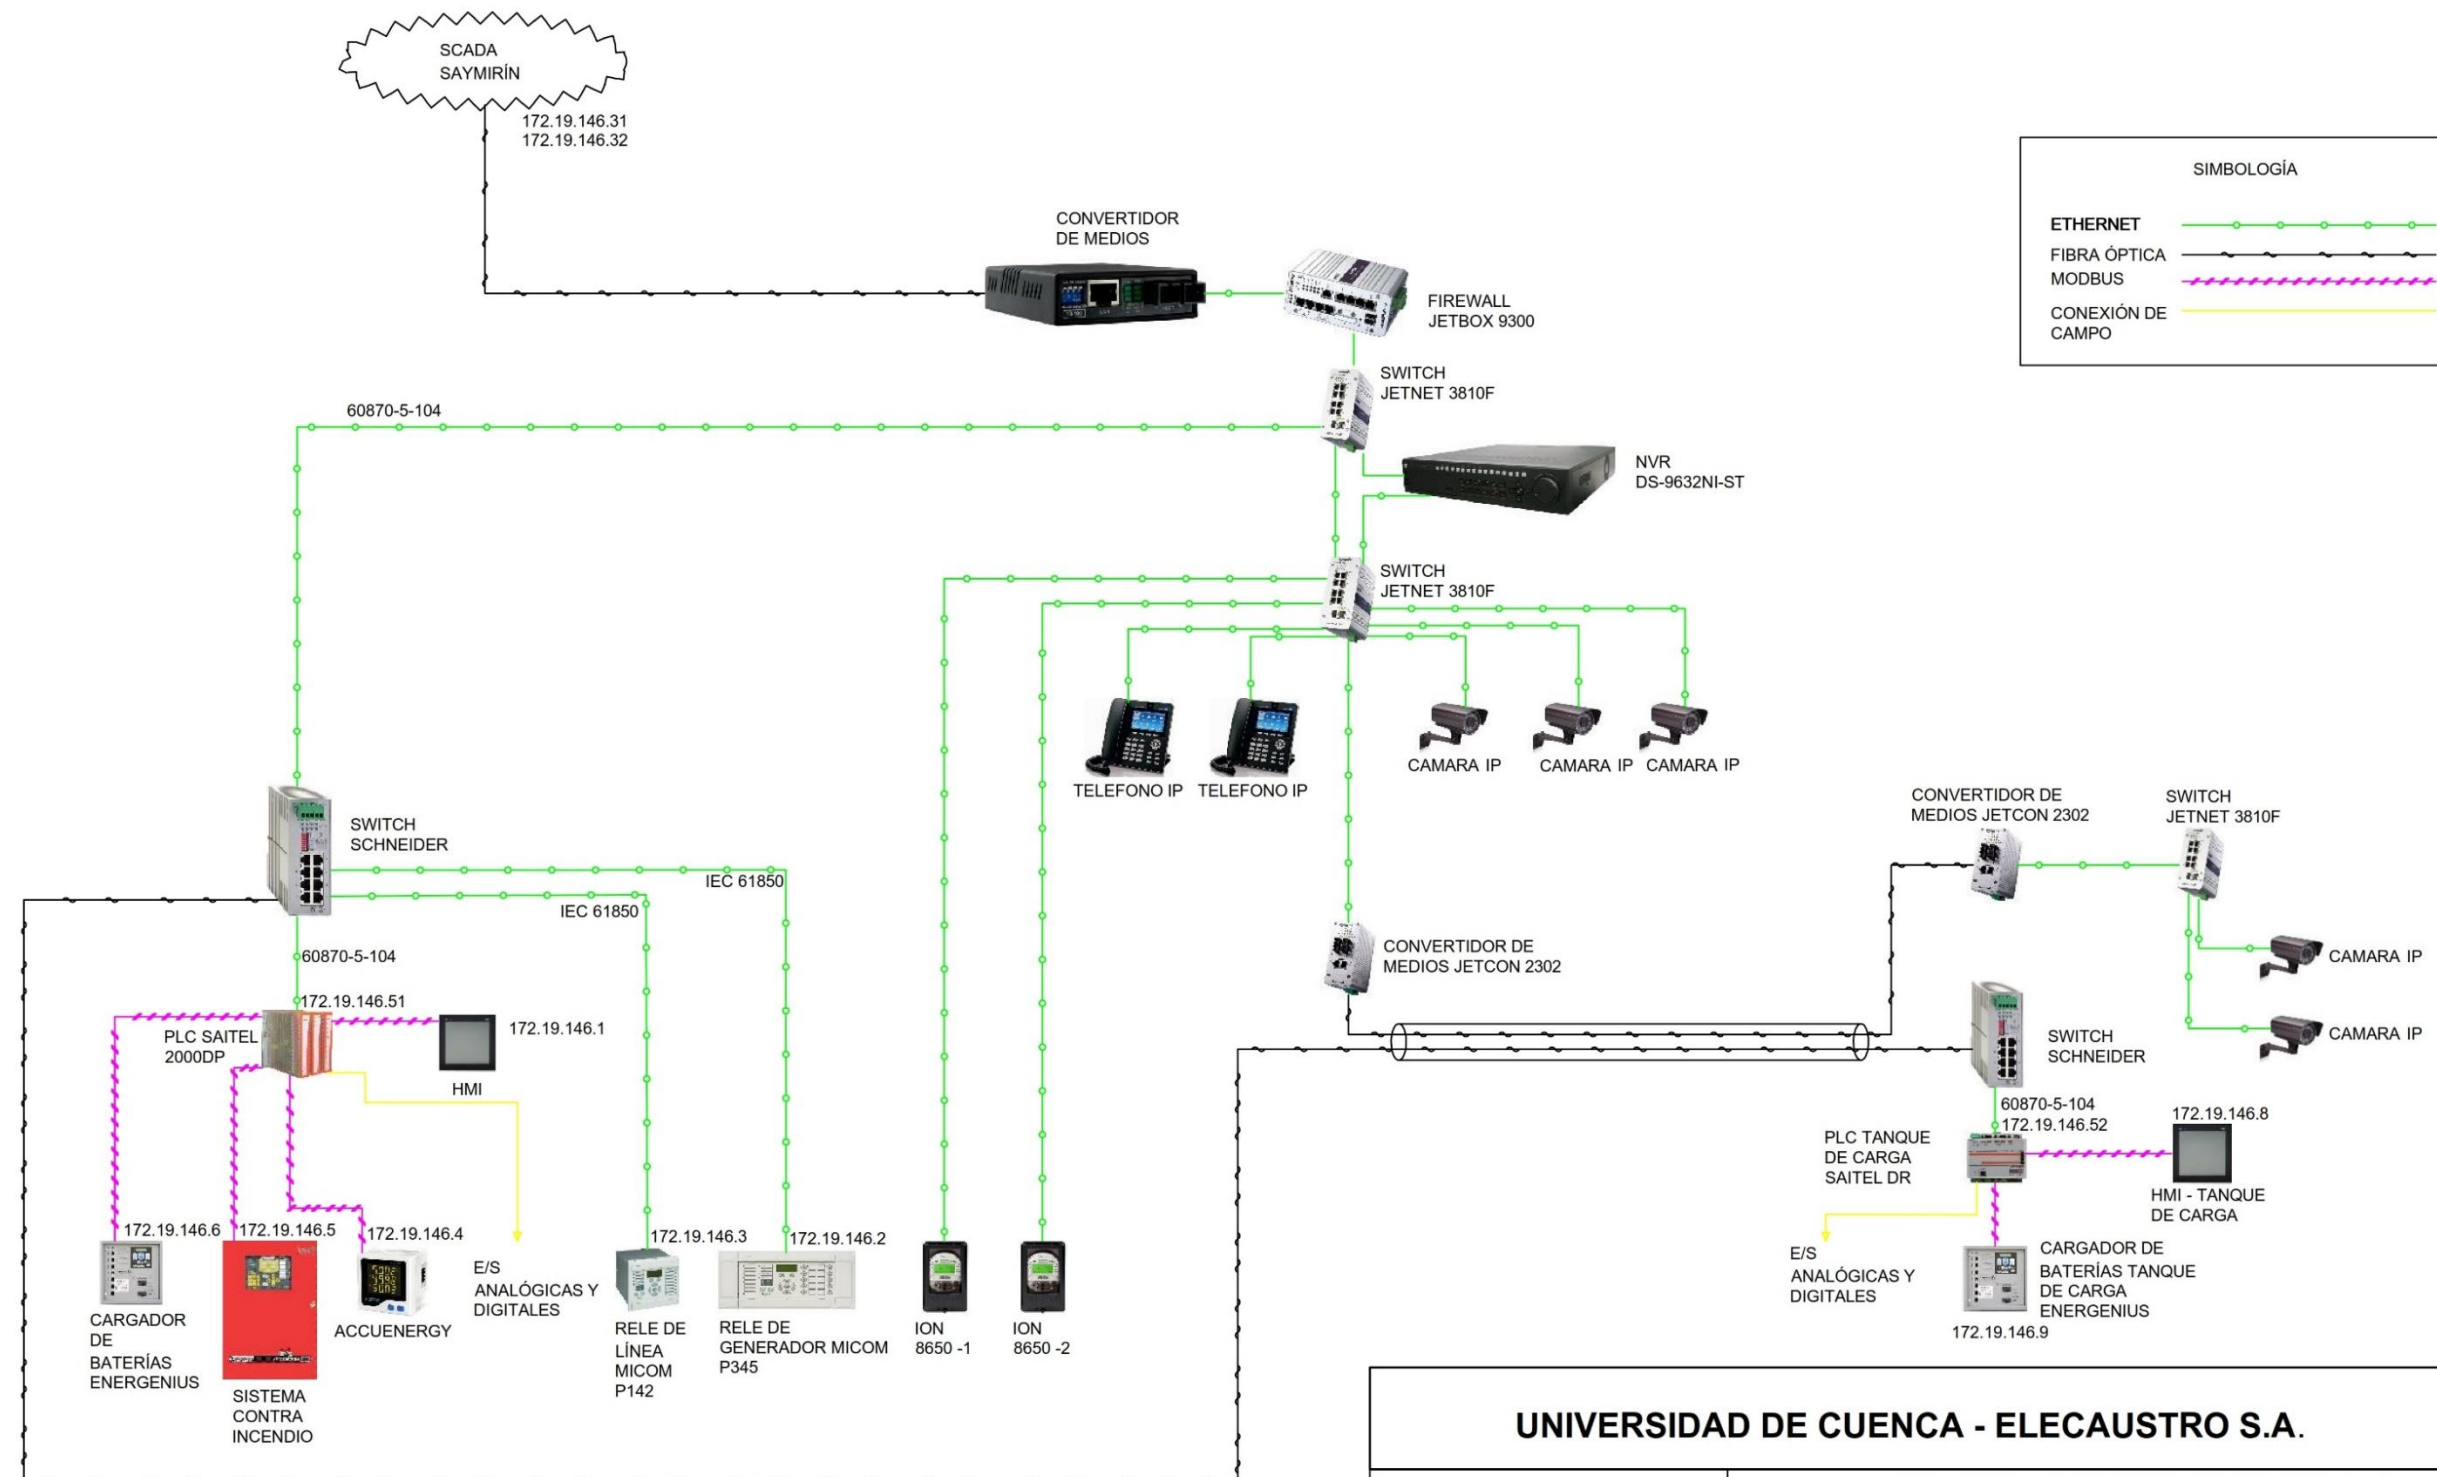 SCADA
SAYMIRÍN
172.19.146.31
172.19.146.32
SIMBOLOGÍA
ETHERNET
FIBRA ÓPTICA
MODBUS
CONEXIÓN DE
CAMPO
CONVERTIDOR
DE MEDIOS
FIREWALL
JETBOX 9300
SWITCH
JETNET 3810F
60870-5-104
NVR
DS-9632NI-ST
SWITCH
JETNET 3810F
TELEFONO IP
TELEFONO IP
CAMARA IP
CAMARA IP
CAMARA IP
SWITCH
SCHNEIDER
IEC 61850
IEC 61850
60870-5-104
172.19.146.51
PLC SAITEL
2000DP
172.19.146.1
HMI
CONVERTIDOR DE
MEDIOS JETCON 2302
CONVERTIDOR DE
MEDIOS JETCON 2302
SWITCH
JETNET 3810F
CAMARA IP
CAMARA IP
SWITCH
SCHNEIDER
60870-5-104
172.19.146.52
172.19.146.8
PLC TANQUE
DE CARGA
SAITEL DR
HMI - TANQUE
DE CARGA
172.19.146.6
172.19.146.5
172.19.146.4
172.19.146.3
172.19.146.2
CARGADOR
DE
BATERÍAS
ENERGENIUS
SISTEMA
CONTRA
INCENDIO
ACCUENERGY
E/S
ANALÓGICAS Y
DIGITALES
RELE DE
LÍNEA
MICOM
P142
RELE DE
GENERADOR MICOM
P345
ION
8650 -1
ION
8650 -2
E/S
ANALÓGICAS Y
DIGITALES
CARGADOR DE
BATERÍAS TANQUE
DE CARGA
ENERGENIUS
172.19.146.9
UNIVERSIDAD DE CUENCA - ELECAUSTRO S.A.